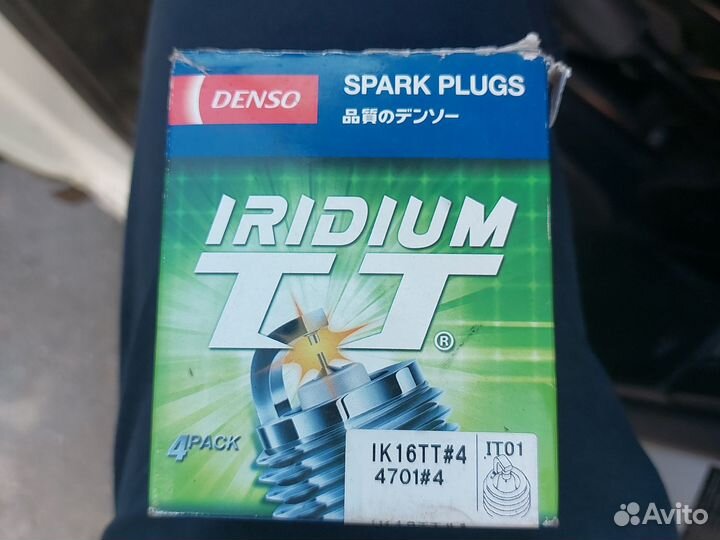 DENSO
SPARK PLUGS
品質のデンソー
IRIDIUM
TT®
4PACK
IK16TT#4
4701#4
IT01
Avito